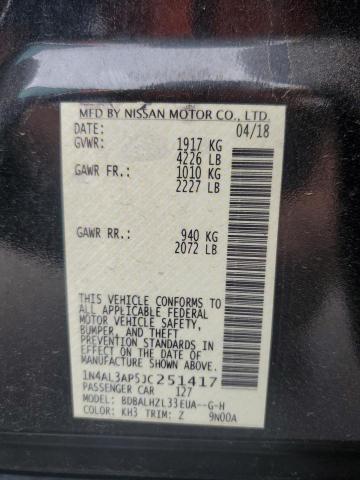 MFD BY NISSAN MOTOR CO., LTD.
DATE: 04/18
GVWR: 1917 KG
4226 LB
GAWR FR.: 1010 KG
2227 LB
GAWR RR.: 940 KG
2072 LB
THIS VEHICLE CONFORMS TO
ALL APPLICABLE FEDERAL
MOTOR VEHICLE SAFETY,
BUMPER, AND THEFT
PREVENTION STANDARDS IN
EFFECT ON THE DATE OF
MANUFACTURE SHOWN ABOVE.
1N4AL3AP5JC251417
PASSENGER CAR 127
MODEL: BDBALHZL33EUA--G-H
COLOR: KH3 TRIM: Z 9N00A